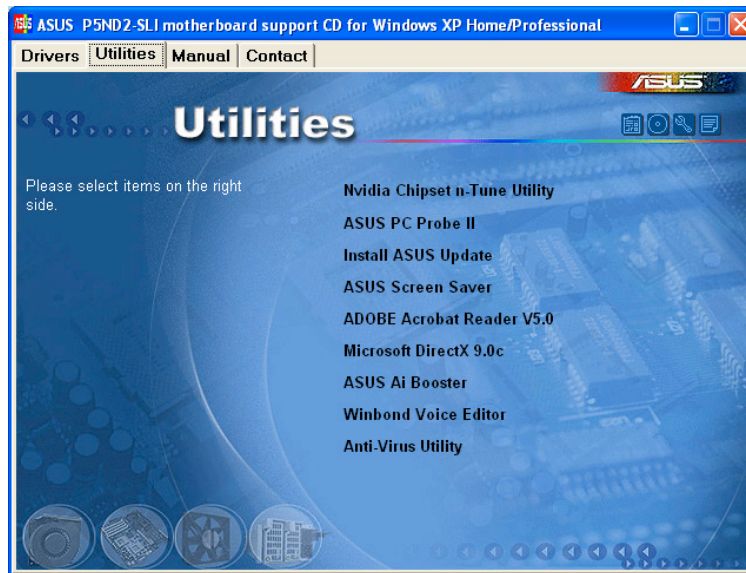 ASUS P5ND2-SLI motherboard support CD for Windows XP Home/Professional
Drivers Utilities Manual Contact
ASUS
Utilities
Please select items on the right
side.
Nvidia Chipset n-Tune Utility
ASUS PC Probe II
Install ASUS Update
ASUS Screen Saver
ADOBE Acrobat Reader V5.0
Microsoft DirectX 9.0c
ASUS Ai Booster
Winbond Voice Editor
Anti-Virus Utility